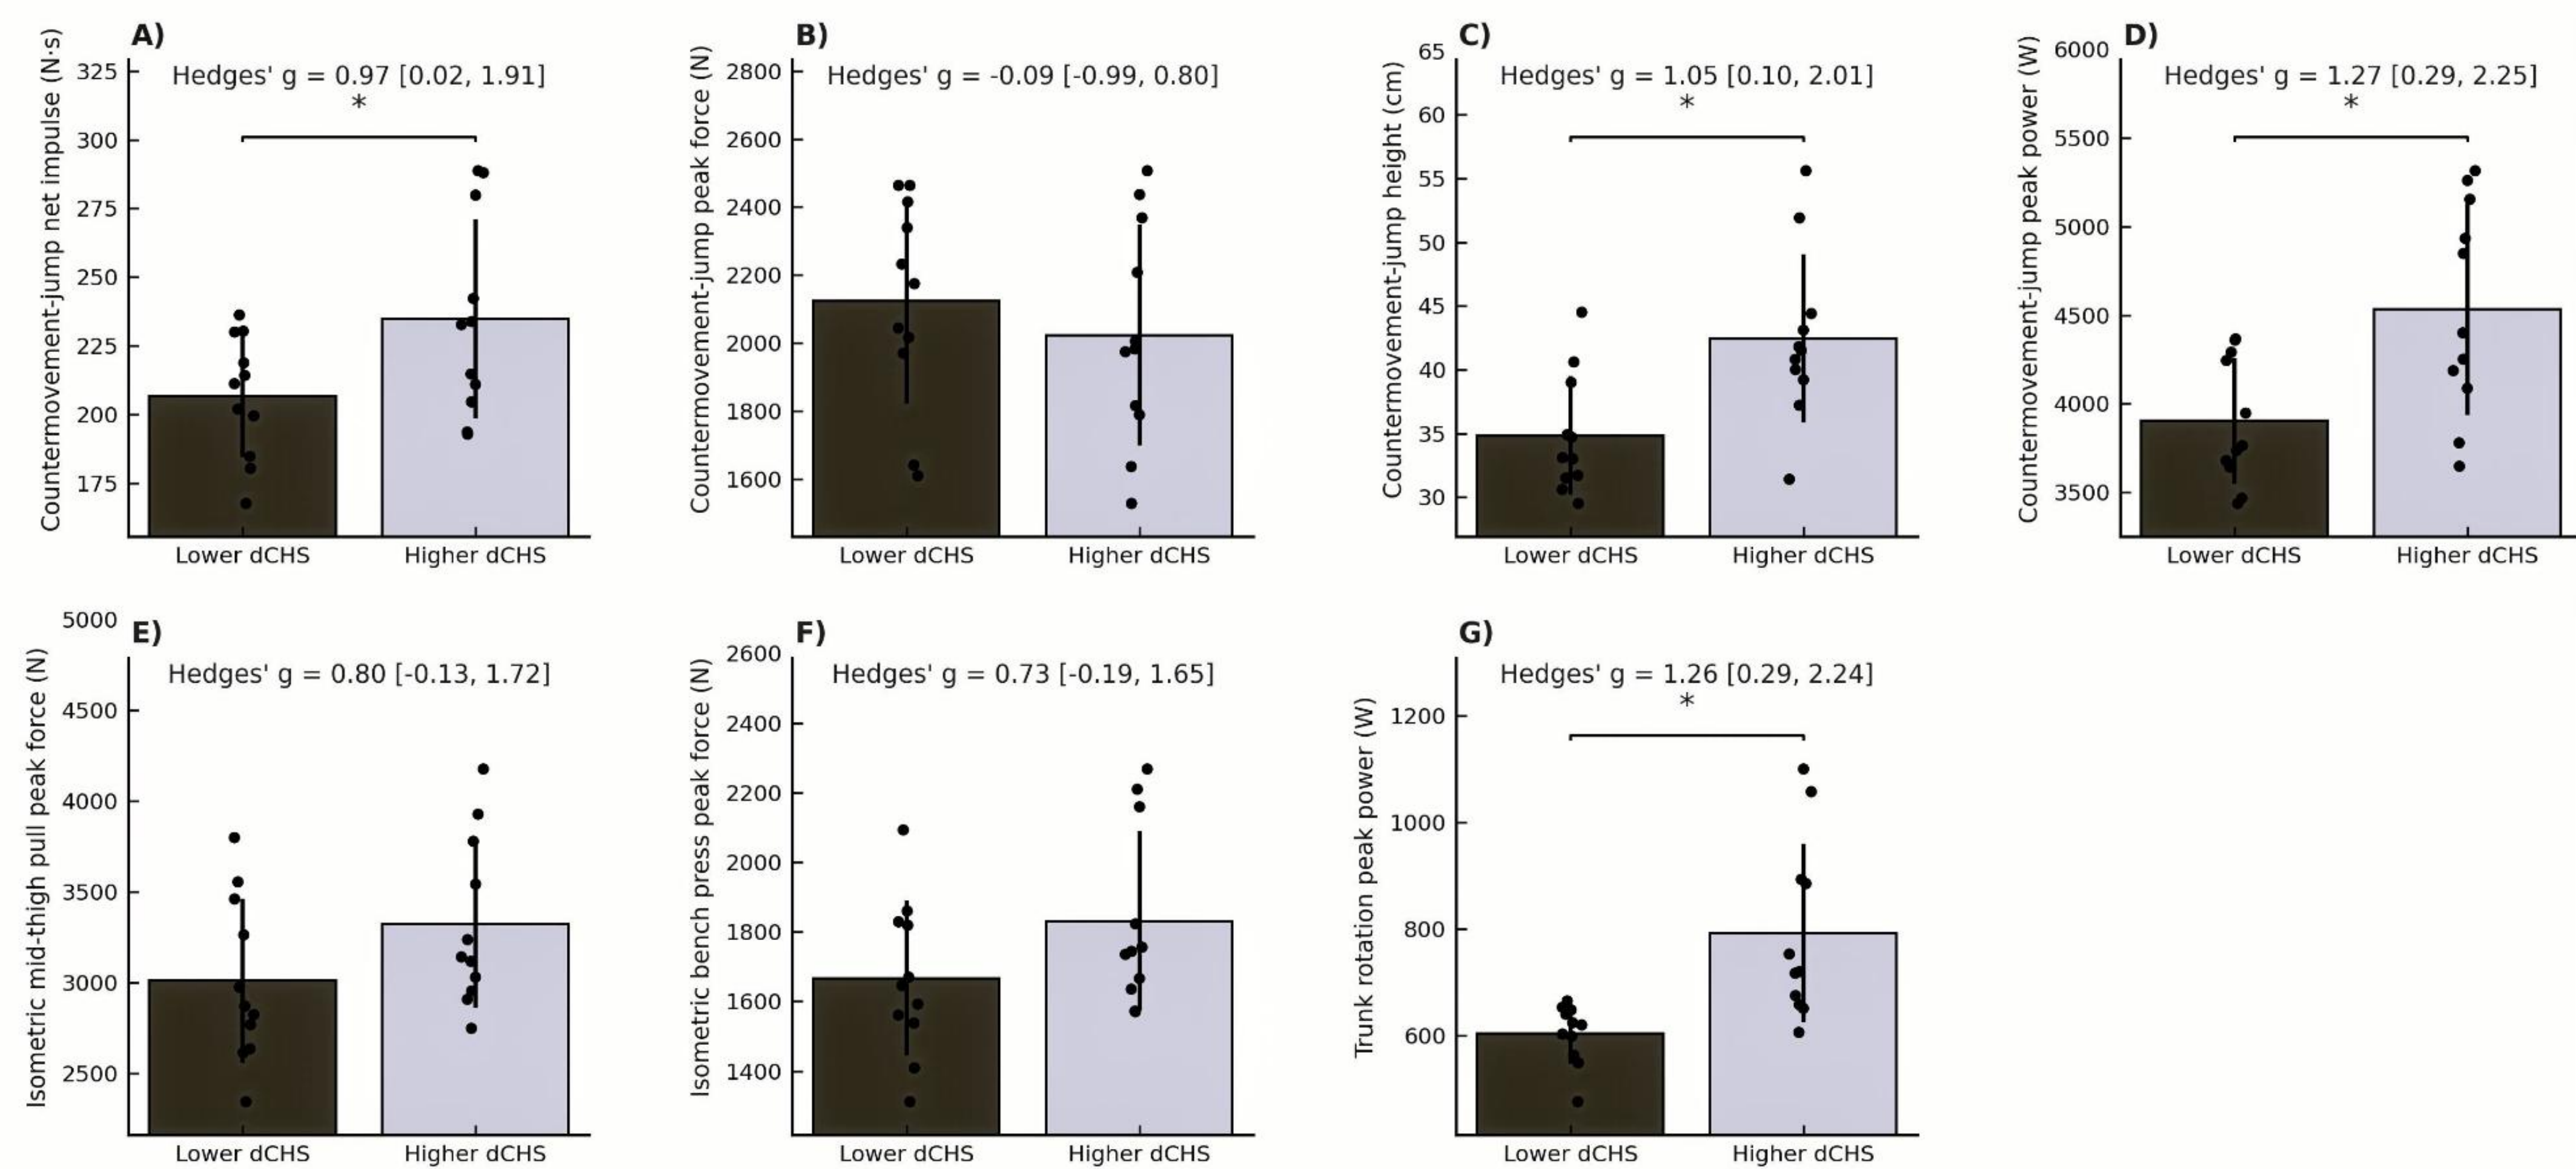 A)
Hedges' g = 0.97 [0.02, 1.91]
*
Countermovement-jump net impulse (N·s)
325
300
275
250
225
200
175
Lower dCHS
Higher dCHS
B)
Hedges' g = -0.09 [-0.99, 0.80]
Countermovement-jump peak force (N)
2800
2600
2400
2200
2000
1800
1600
Lower dCHS
Higher dCHS
C)
Hedges' g = 1.05 [0.10, 2.01]
*
Countermovement-jump height (cm)
65
60
55
50
45
40
35
30
Lower dCHS
Higher dCHS
D)
Hedges' g = 1.27 [0.29, 2.25]
*
Countermovement-jump peak power (W)
6000
5500
5000
4500
4000
3500
Lower dCHS
Higher dCHS
E)
Hedges' g = 0.80 [-0.13, 1.72]
Isometric mid-thigh pull peak force (N)
5000
4500
4000
3500
3000
2500
Lower dCHS
Higher dCHS
F)
Hedges' g = 0.73 [-0.19, 1.65]
Isometric bench press peak force (N)
2600
2400
2200
2000
1800
1600
1400
Lower dCHS
Higher dCHS
G)
Hedges' g = 1.26 [0.29, 2.24]
*
Trunk rotation peak power (W)
1200
1000
800
600
Lower dCHS
Higher dCHS